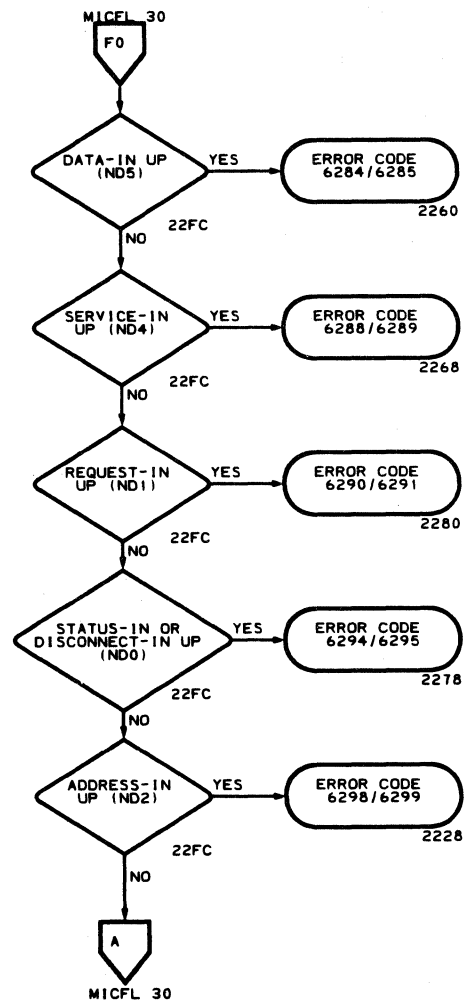 MICFL 30
F0
DATA-IN UP
(ND5)
YES
ERROR CODE
6284/6285
2260
22FC
NO
SERVICE-IN
UP (ND4)
YES
ERROR CODE
6288/6289
2268
22FC
NO
REQUEST-IN
UP (ND1)
YES
ERROR CODE
6290/6291
2280
22FC
NO
STATUS-IN OR
DISCONNECT-IN UP
(ND0)
YES
ERROR CODE
6294/6295
2278
22FC
NO
ADDRESS-IN
UP (ND2)
YES
ERROR CODE
6298/6299
2228
22FC
NO
A
MICFL 30